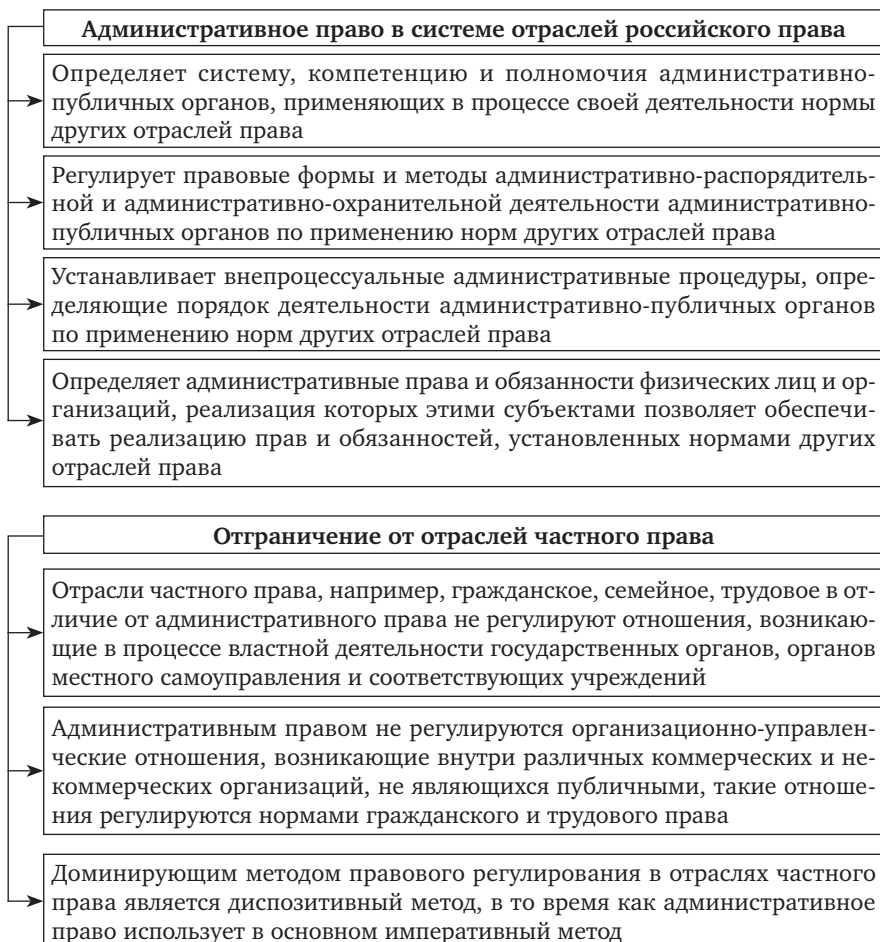 Административное право в системе отраслей российского права
Определяет систему, компетенцию и полномочия административно-
публичных органов, применяющих в процессе своей деятельности нормы
других отраслей права
Регулирует правовые формы и методы административно-распорядитель-
ной и административно-охранительной деятельности административно-
публичных органов по применению норм других отраслей права
Устанавливает внепроцессуальные административные процедуры, опре-
деляющие порядок деятельности административно-публичных органов
по применению норм других отраслей права
Определяет административные права и обязанности физических лиц и ор-
ганизаций, реализация которых этими субъектами позволяет обеспечи-
вать реализацию прав и обязанностей, установленных нормами других
отраслей права
Отграничение от отраслей частного права
Отрасли частного права, например, гражданское, семейное, трудовое в от-
личие от административного права не регулируют отношения, возникаю-
щие в процессе властной деятельности государственных органов, органов
местного самоуправления и соответствующих учреждений
Административным правом не регулируются организационно-управлен-
ческие отношения, возникающие внутри различных коммерческих и не-
коммерческих организаций, не являющихся публичными, такие отноше-
ния регулируются нормами гражданского и трудового права
Доминирующим методом правового регулирования в отраслях частного
права является диспозитивный метод, в то время как административное
право использует в основном императивный метод